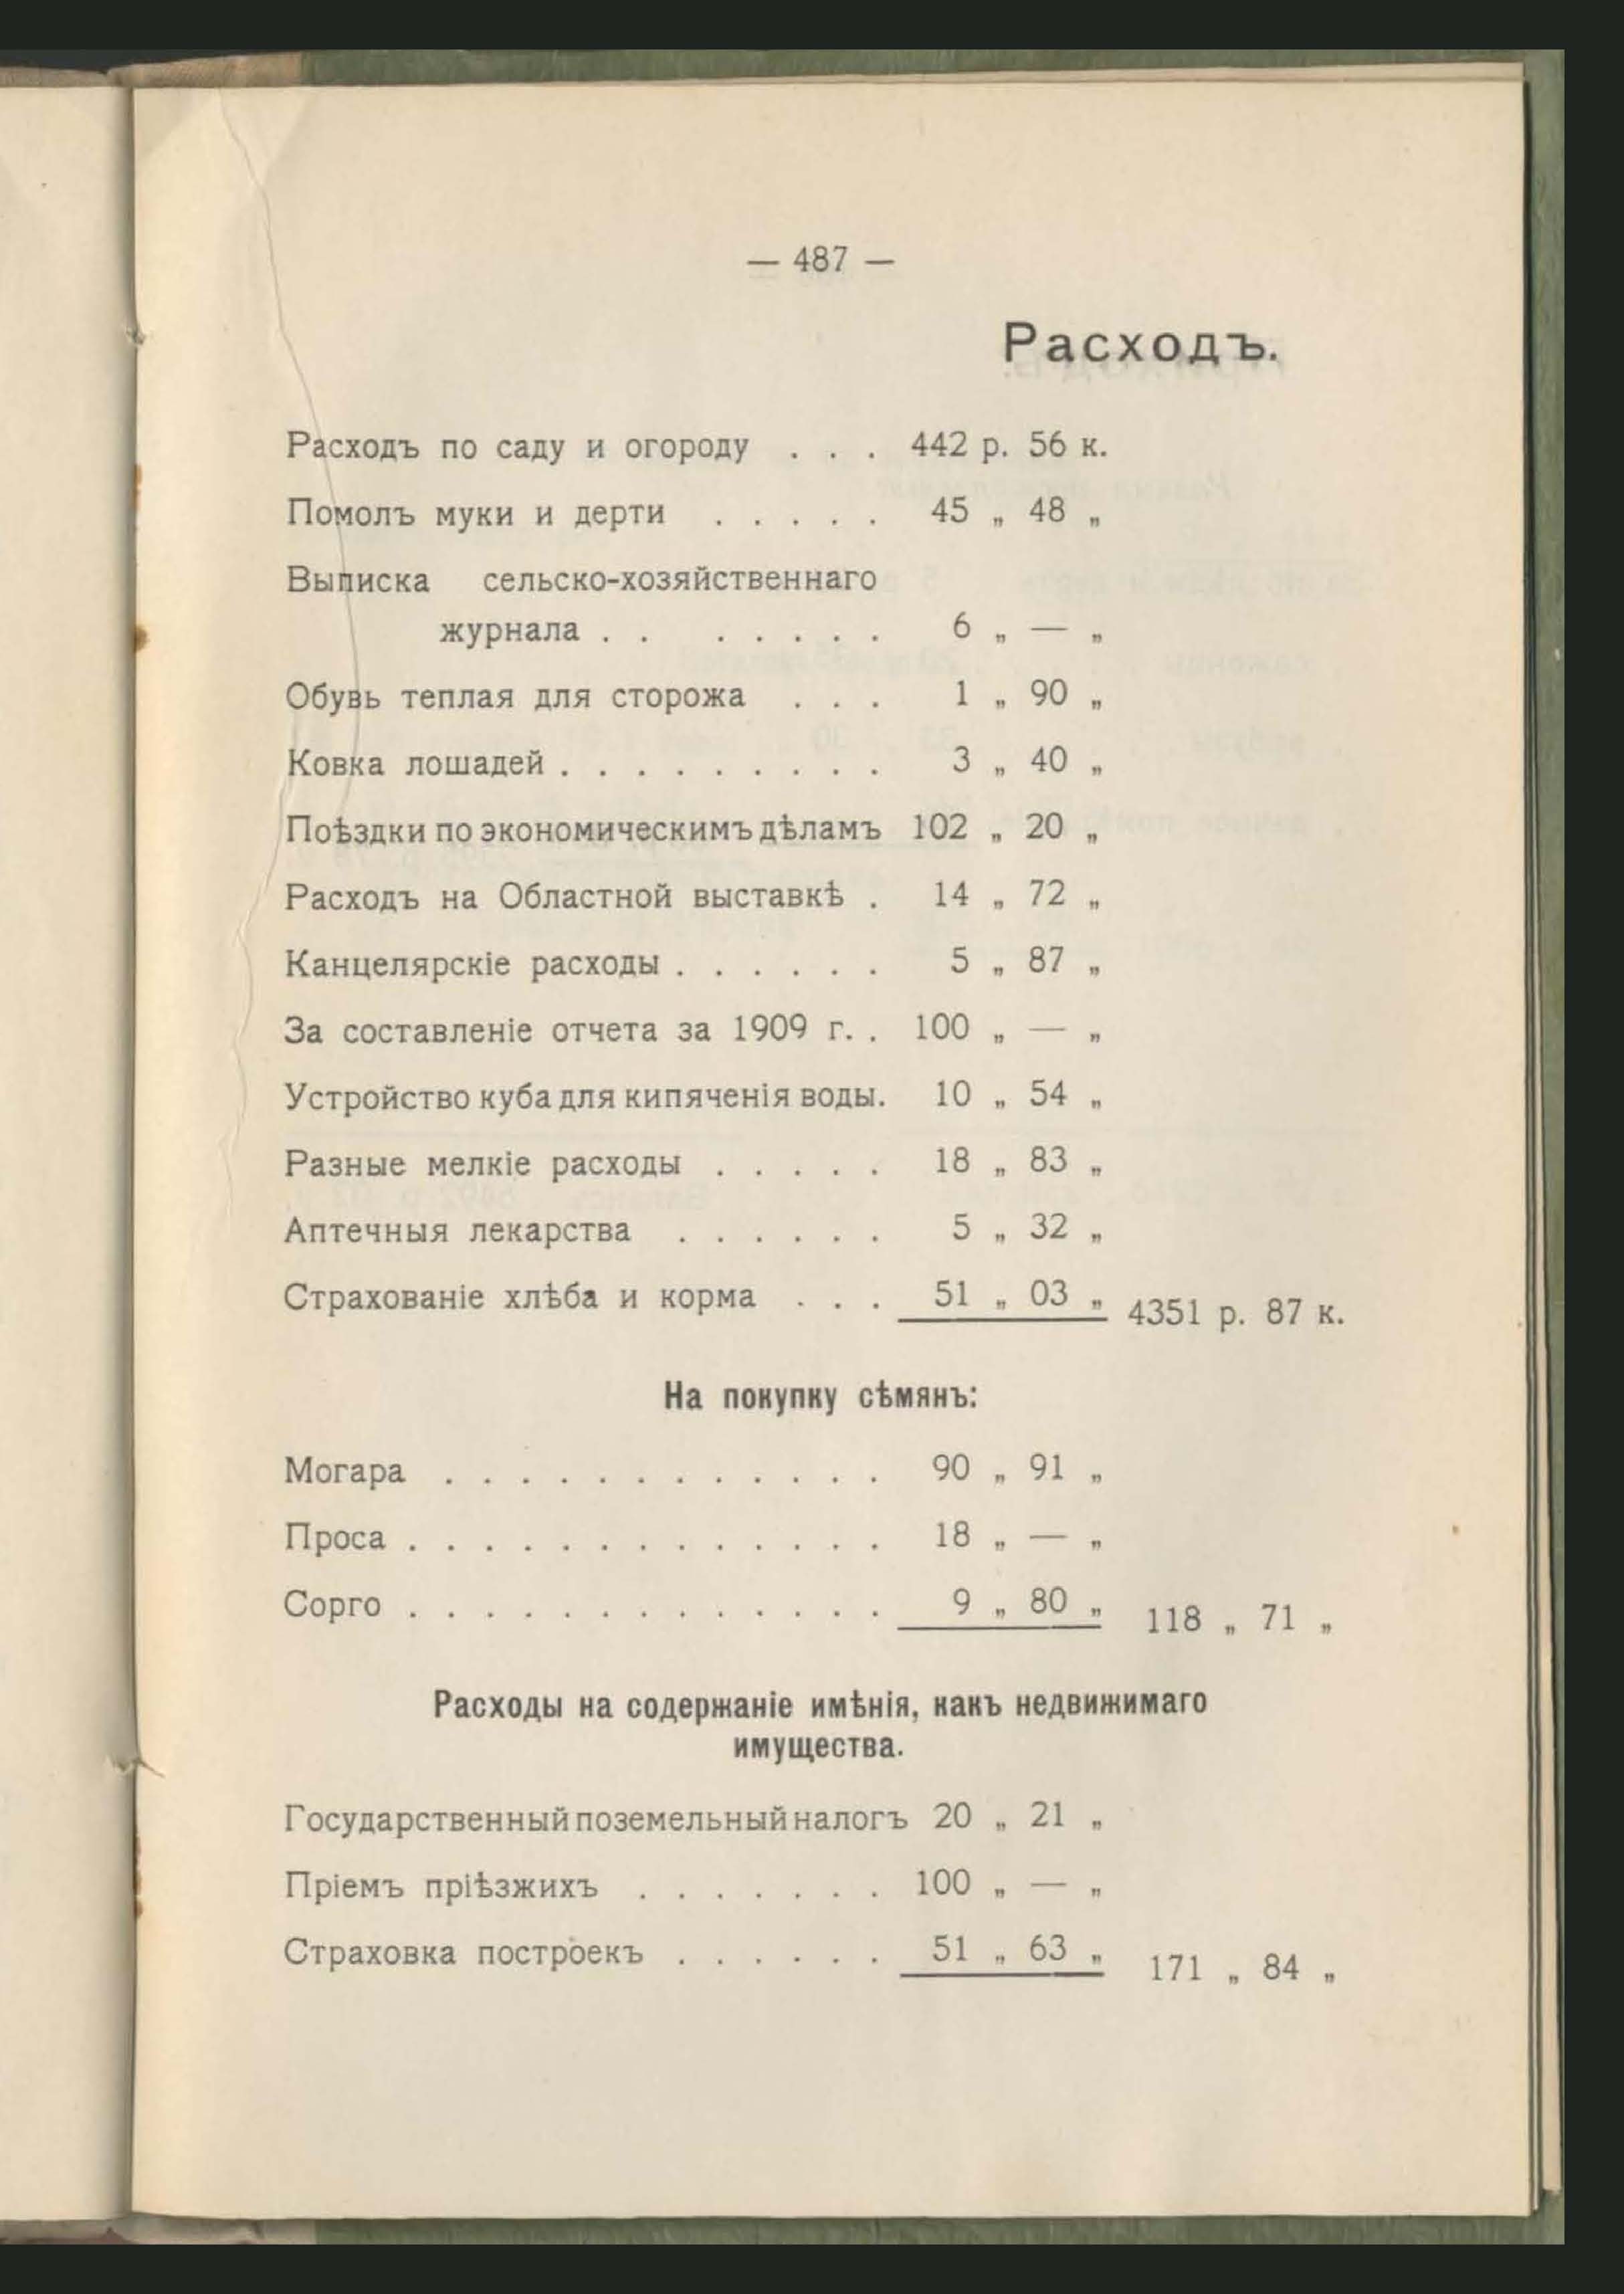 — 487 —
Расходъ.
Расходъ по саду и огороду . . . 442 р. 56 к.
Помолъ муки и дерти . . . . . 45 „ 48 „
Выписка сельско-хозяйственнаго
журнала . . . . . . . 6 „ — „
Обувь теплая для сторожа . . . 1 „ 90 „
Ковка лошадей . . . . . . . . . 3 „ 40 „
Поѣздки по экономическимъ дѣламъ 102 „ 20 „
Расходъ на Областной выставкѣ . 14 „ 72 „
Канцелярскіе расходы . . . . . . 5 „ 87 „
За составленіе отчета за 1909 г. . 100 „ — „
Устройство куба для кипяченія воды. 10 „ 54 „
Разные мелкіе расходы . . . . . 18 „ 83 „
Аптечныя лекарства . . . . . . 5 „ 32 „
Страхованіе хлѣба и корма . . . 51 „ 03 „ 4351 р. 87 к.
На покупку сѣмянъ:
Могара . . . . . . . . . . . . 90 „ 91 „
Проса . . . . . . . . . . . . . 18 „ — „
Сорго . . . . . . . . . . . . . 9 „ 80 „ 118 „ 71 „
Расходы на содержаніе имѣнія, какъ недвижимаго
имущества.
Государственный поземельный налогъ 20 „ 21 „
Пріемъ пріѣзжихъ . . . . . . . 100 „ — „
Страховка построекъ . . . . . . 51 „ 63 „ 171 „ 84 „